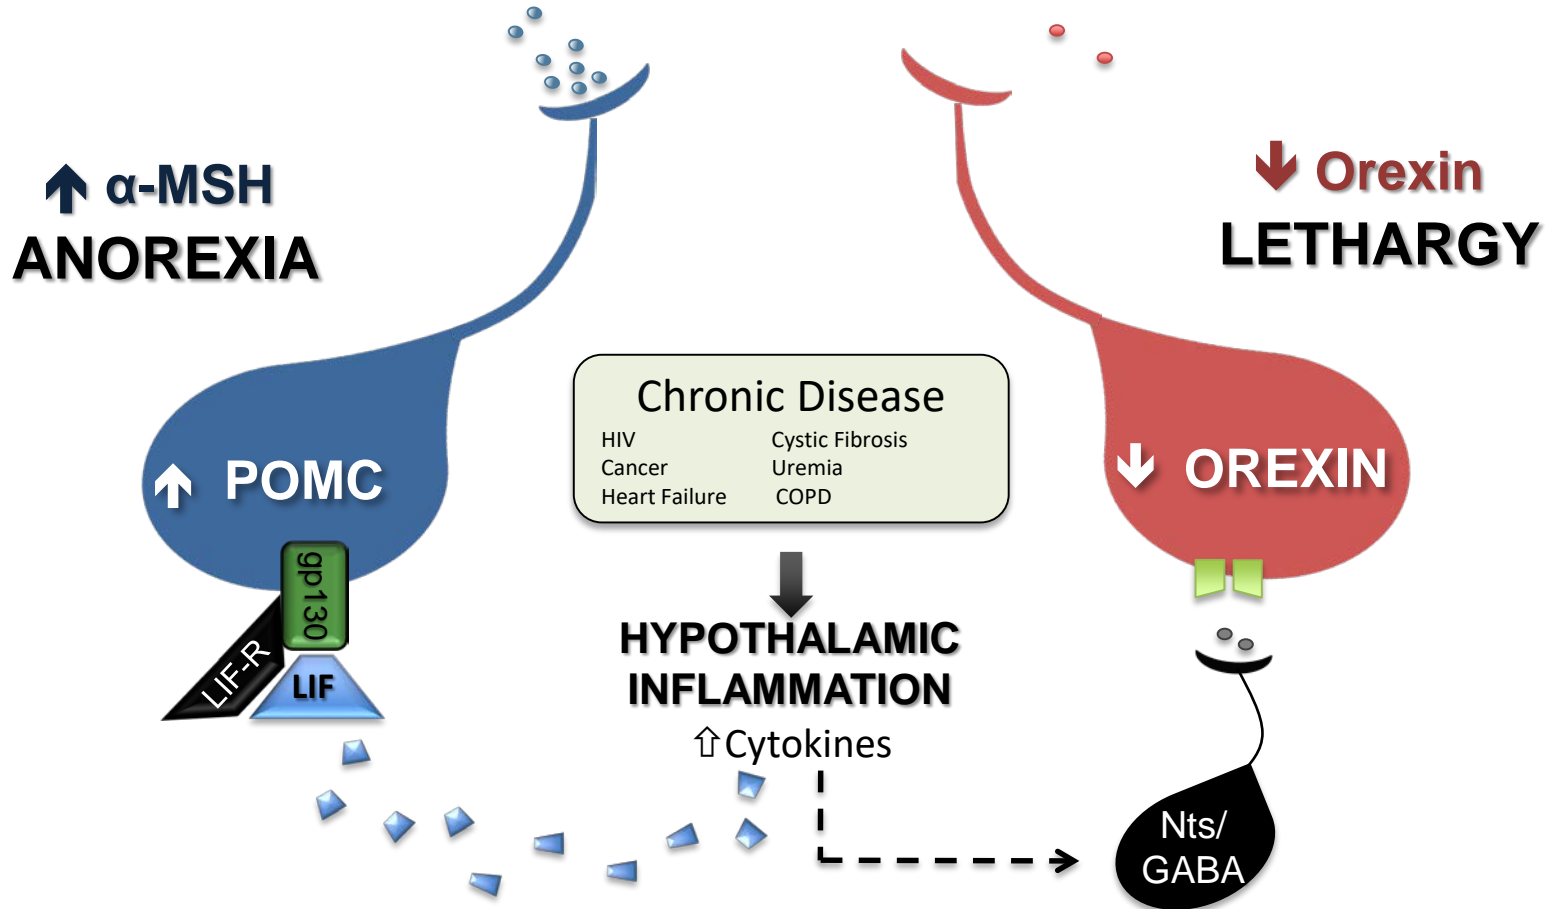 α-MSH
ANOREXIA
Orexin
LETHARGY
Chronic Disease
HIV Cystic Fibrosis
Cancer Uremia
Heart Failure COPD
POMC
OREXIN
gp130
LIF-R
LIF
HYPOTHALAMIC
INFLAMMATION
⇧Cytokines
Nts/
GABA